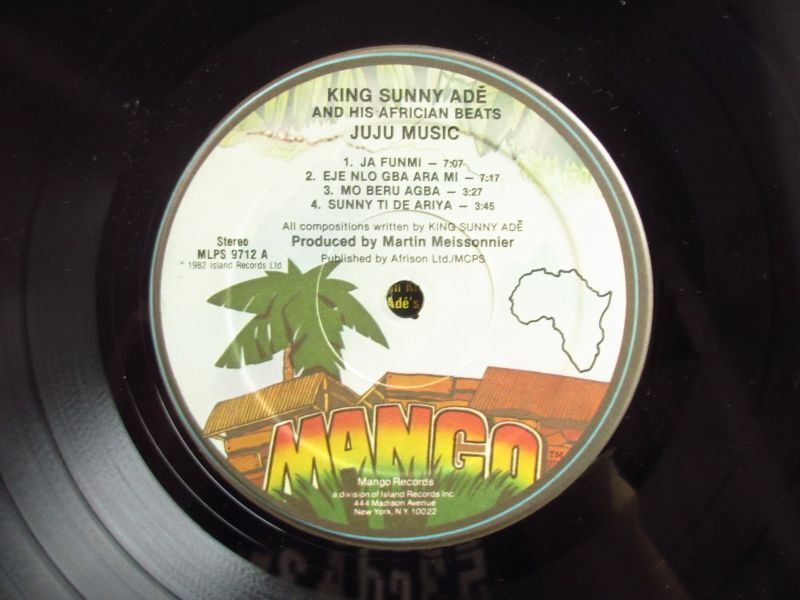 KING SUNNY ADĒ
AND HIS AFRICIAN BEATS
JUJU MUSIC
1. JA FUNMI – 7:07
2. EJE NLO GBA ARA MI – 7:17
3. MO BERU AGBA – 3:27
4. SUNNY TI DE ARIYA – 3:45
All compositions written by KING SUNNY ADĒ
Produced by Martin Meissonnier
Published by Afrison Ltd./MCPS
Stereo
MLPS 9712 A
℗ 1982 Island Records Ltd.
Adé's
MANGO TM
Mango Records
a division of Island Records Inc.
444 Madison Avenue
New York, N.Y. 10022